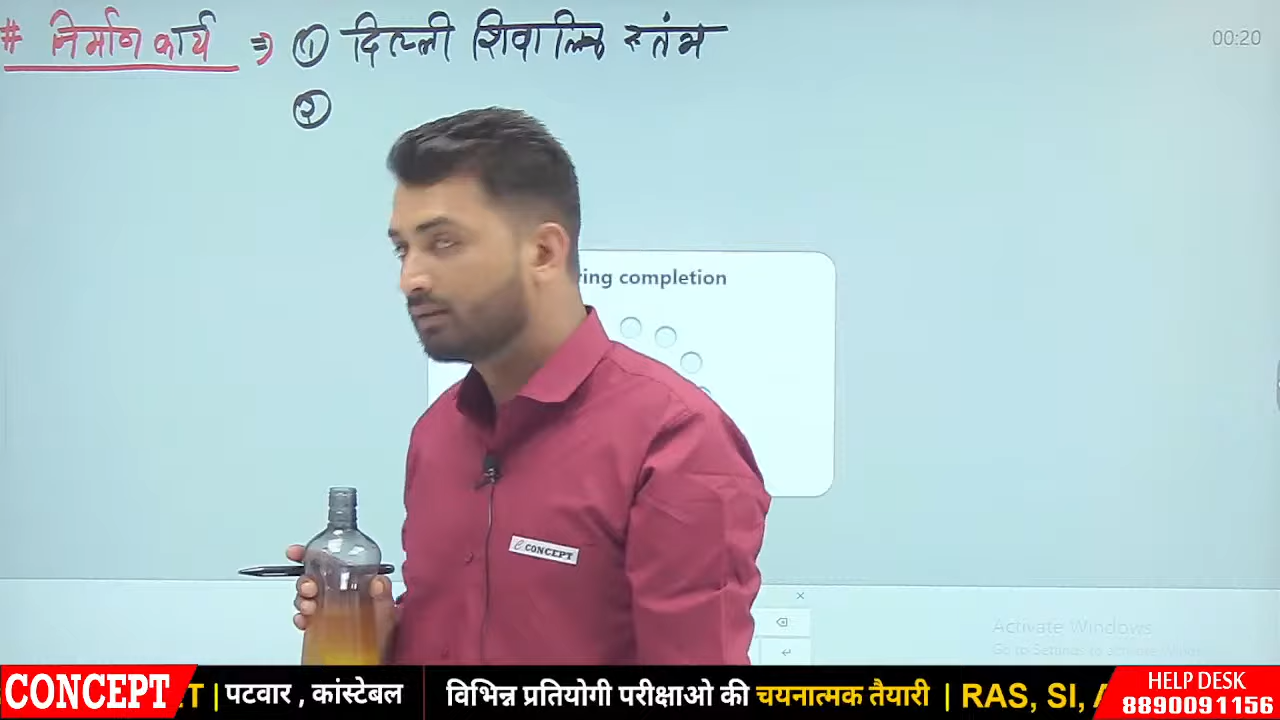 # निर्माण कार्य ⇒ ① दिल्ली शिवालिक स्तंभ
②
00:20
ring completion
e CONCEPT
Activate Windows
Go to Settings to activate Windows
CONCEPT
T | पटवार , कांस्टेबल | विभिन्न प्रतियोगी परीक्षाओ की चयनात्मक तैयारी | RAS, SI, A
HELP DESK
8890091156